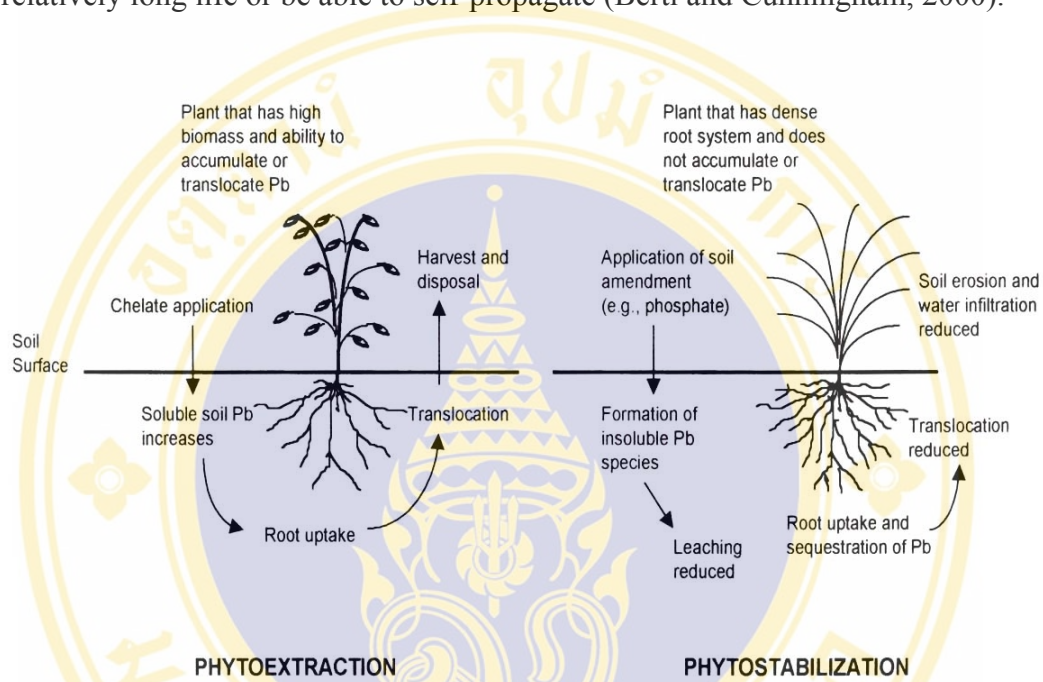 relatively long life or be able to self-propagate (Berti and Cunningham, 2000).
Plant that has high
biomass and ability to
accumulate or
translocate Pb
Chelate application
Harvest and
disposal
Soil
Surface
Soluble soil Pb
increases
Translocation
Root uptake
PHYTOEXTRACTION
Plant that has dense
root system and does
not accumulate or
translocate Pb
Application of soil
amendment
(e.g., phosphate)
Soil erosion and
water infiltration
reduced
Formation of
insoluble Pb
species
Translocation
reduced
Leaching
reduced
Root uptake and
sequestration of Pb
PHYTOSTABILIZATION